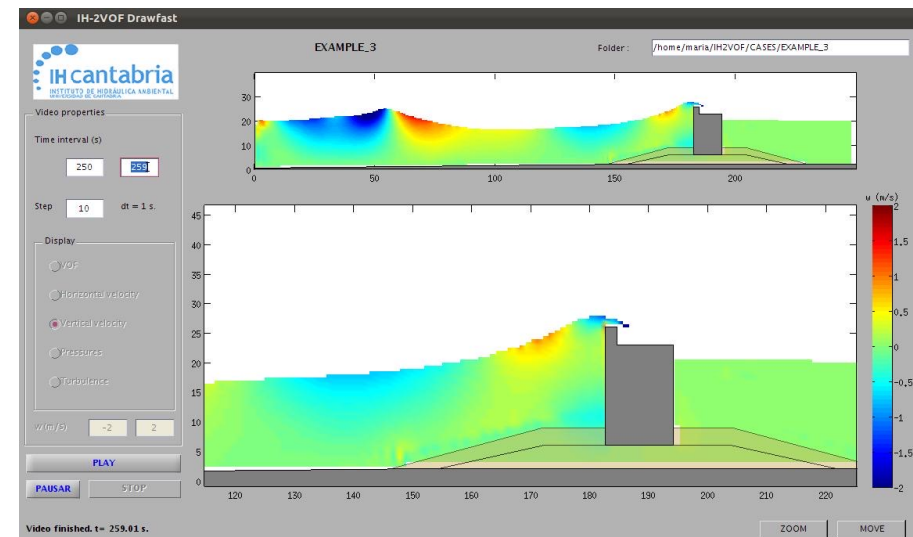 IH-2VOF Drawfast
IH cantabria
INSTITUTO DE HIDRÁULICA AMBIENTAL
UNIVERSIDAD DE CANTABRIA
EXAMPLE_3
Folder :
/home/maria/IH2VOF/CASES/EXAMPLE_3
Video properties
Time interval (s)
250
259
Step
10
dt = 1 s.
Display
VOF
Horizontal velocity
Vertical velocity
Pressures
Turbulence
w(m/s)
-2
2
PLAY
PAUSAR
STOP
Video finished. t= 259.01 s.
30
20
10
0
0
50
100
150
200
45
40
35
30
25
20
15
10
5
0
120
130
140
150
160
170
180
190
200
210
220
w (m/s)
2
1.5
1
0.5
0
-0.5
-1
-1.5
-2
ZOOM
MOVE